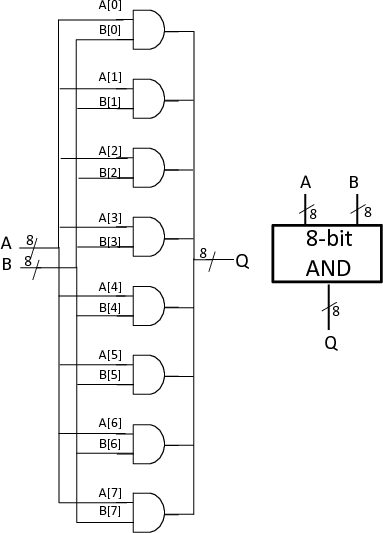 A[0]
B[0]
A[1]
B[1]
A[2]
B[2]
A[3]
B[3]
A 8
B 8
8 Q
A[4]
B[4]
A[5]
B[5]
A[6]
B[6]
A[7]
B[7]
A B
8 8
8-bit
AND
8
Q